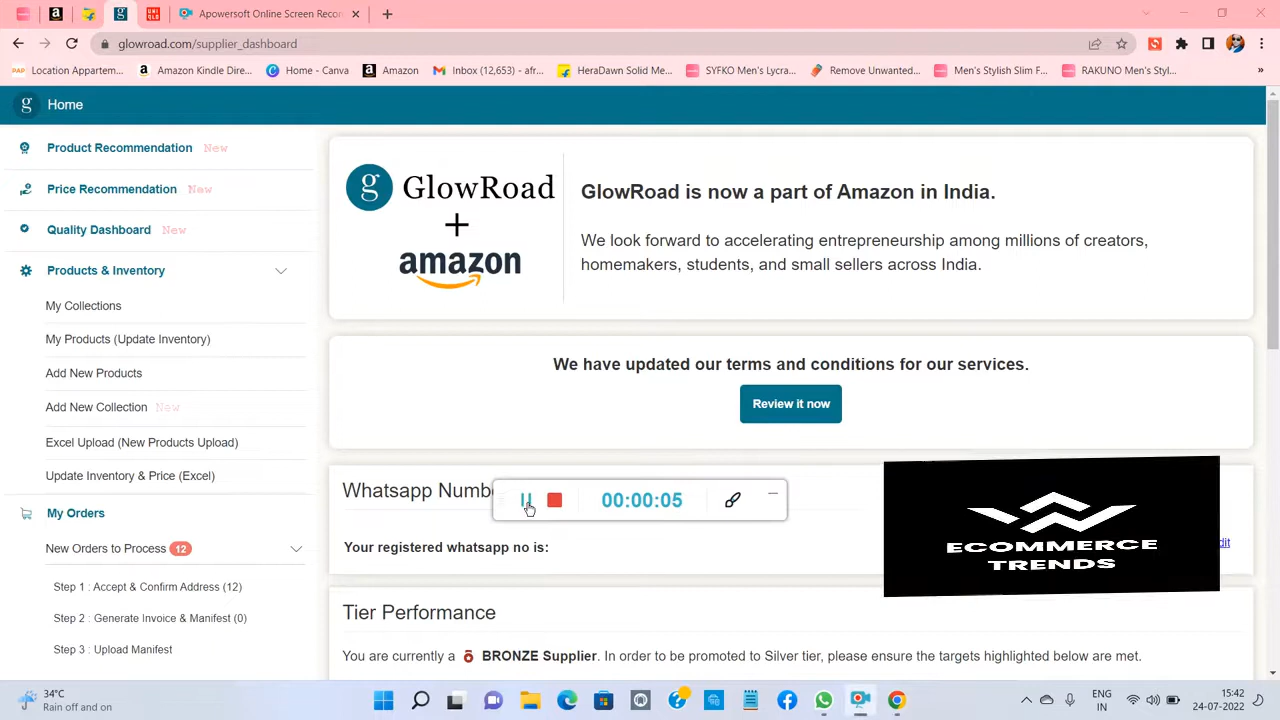 Apowersoft Online Screen Recor
glowroad.com/supplier_dashboard
PAP Location Appartem... a Amazon Kindle Dire... Home - Canva a Amazon Inbox (12,653) - afr... HeraDawn Solid Me... SYFKO Men's Lycra... Remove Unwanted... Men's Stylish Slim F... RAKUNO Men's Styl... »
g Home
Product Recommendation New
Price Recommendation New
Quality Dashboard New
Products & Inventory
My Collections
My Products (Update Inventory)
Add New Products
Add New Collection New
Excel Upload (New Products Upload)
Update Inventory & Price (Excel)
My Orders
New Orders to Process 12
Step 1 : Accept & Confirm Address (12)
Step 2 : Generate Invoice & Manifest (0)
Step 3 : Upload Manifest
g GlowRoad
+
amazon
GlowRoad is now a part of Amazon in India.
We look forward to accelerating entrepreneurship among millions of creators,
homemakers, students, and small sellers across India.
We have updated our terms and conditions for our services.
Review it now
Whatsapp Numbe
00:00:05
Your registered whatsapp no is:
dit
ECOMMERCE
TRENDS
Tier Performance
You are currently a BRONZE Supplier. In order to be promoted to Silver tier, please ensure the targets highlighted below are met.
34°C
Rain off and on
ENG
IN
15:42
24-07-2022